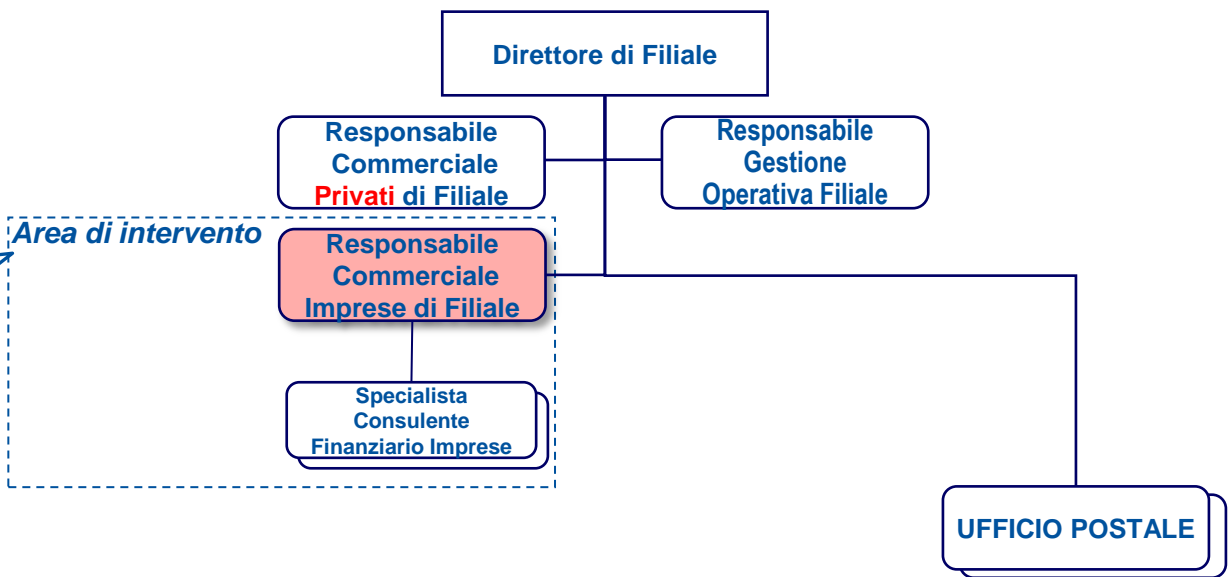 Direttore di Filiale
Responsabile
Commerciale
Privati di Filiale
Responsabile
Gestione
Operativa Filiale
Area di intervento
Responsabile
Commerciale
Imprese di Filiale
Specialista
Consulente
Finanziario Imprese
UFFICIO POSTALE